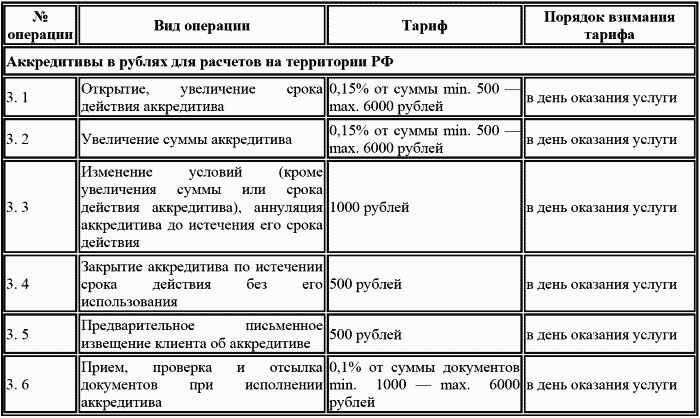 № операции
Вид операции
Тариф
Порядок взимания тарифа
Аккредитивы в рублях для расчетов на территории РФ
3. 1
Открытие, увеличение срока
действия аккредитива
0,15% от суммы min. 500 —
max. 6000 рублей
в день оказания услуги
3. 2
Увеличение суммы аккредитива
0,15% от суммы min. 500 —
max. 6000 рублей
в день оказания услуги
3. 3
Изменение условий (кроме
увеличения суммы или срока
действия аккредитива), аннуляция
аккредитива до истечения его срока
действия
1000 рублей
в день оказания услуги
3. 4
Закрытие аккредитива по истечении
срока действия без его
использования
500 рублей
в день оказания услуги
3. 5
Предварительное письменное
извещение клиента об аккредитиве
500 рублей
в день оказания услуги
3. 6
Прием, проверка и отсылка
документов при исполнении
аккредитива
0,1% от суммы документов
min. 1000 — max. 6000
рублей
в день оказания услуги